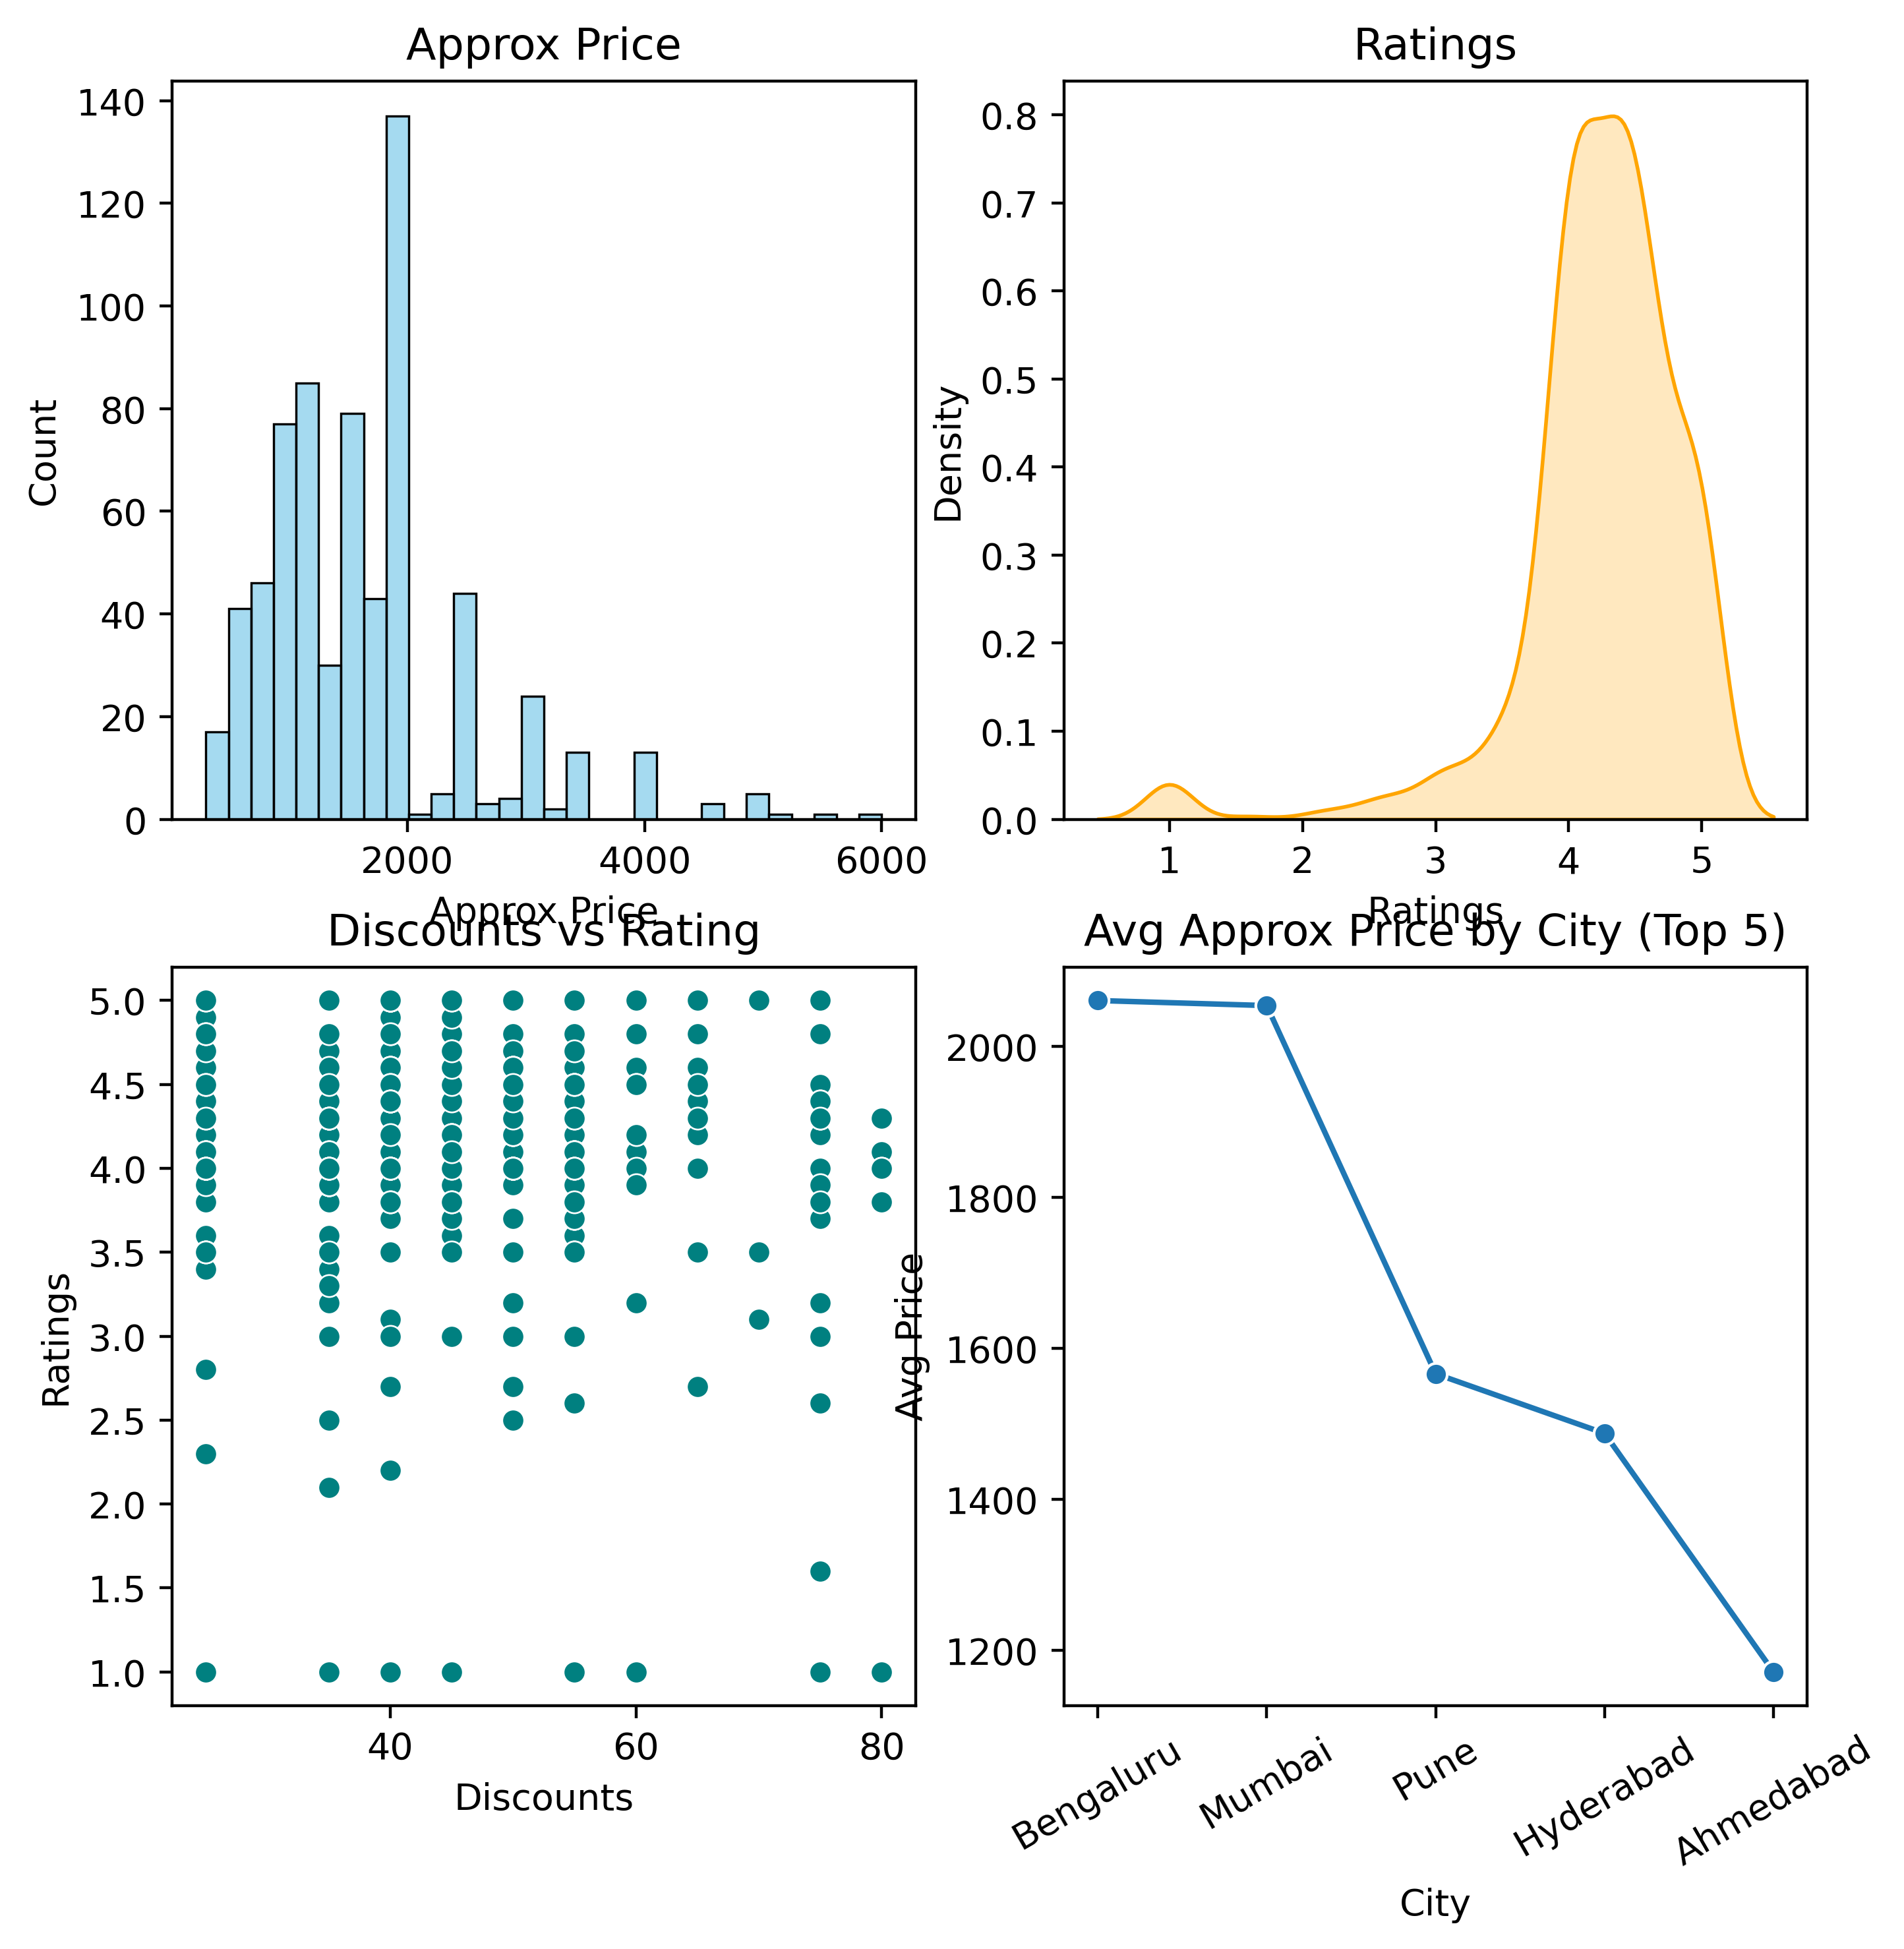 Approx Price
Count
140
120
100
80
60
40
20
0
2000 4000 6000
Approx Price
Ratings
Density
0.8
0.7
0.6
0.5
0.4
0.3
0.2
0.1
0.0
1 2 3 4 5
Ratings
Discounts vs Rating
Ratings
5.0
4.5
4.0
3.5
3.0
2.5
2.0
1.5
1.0
40 60 80
Discounts
Avg Approx Price by City (Top 5)
Avg Price
2000
1800
1600
1400
1200
Bengaluru Mumbai Pune Hyderabad Ahmedabad
City